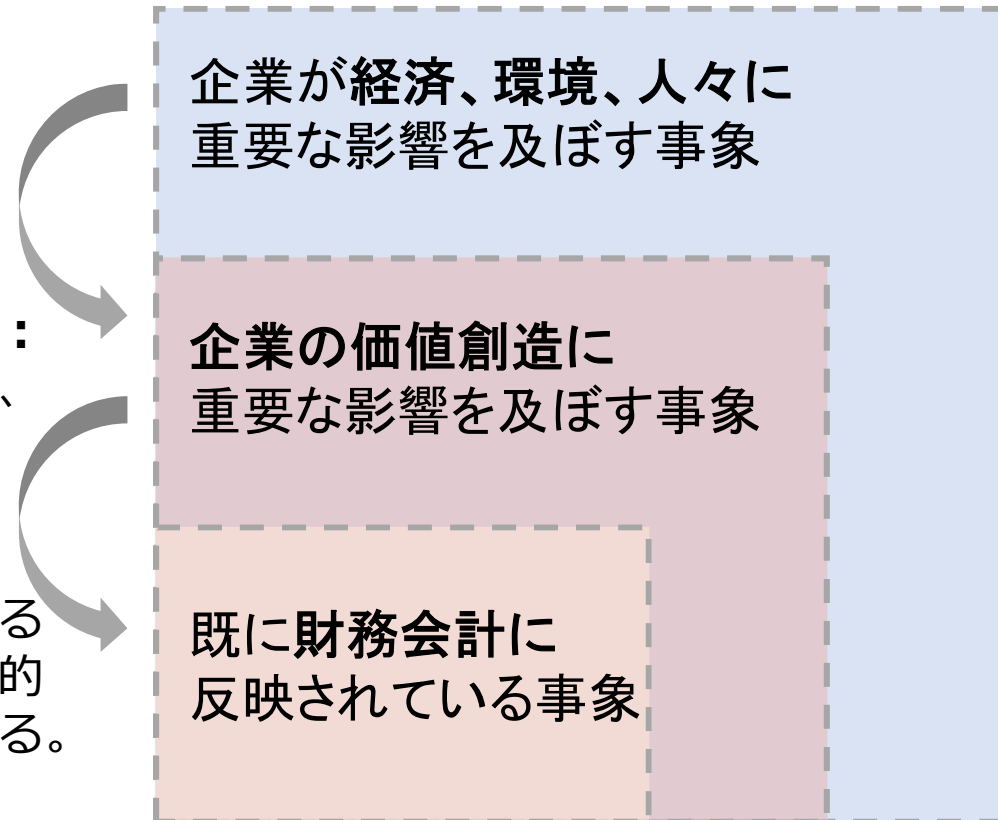 企業が経済、環境、人々に
重要な影響を及ぼす事象
：
、
企業の価値創造に
重要な影響を及ぼす事象
る
的
る。
既に財務会計に
反映されている事象